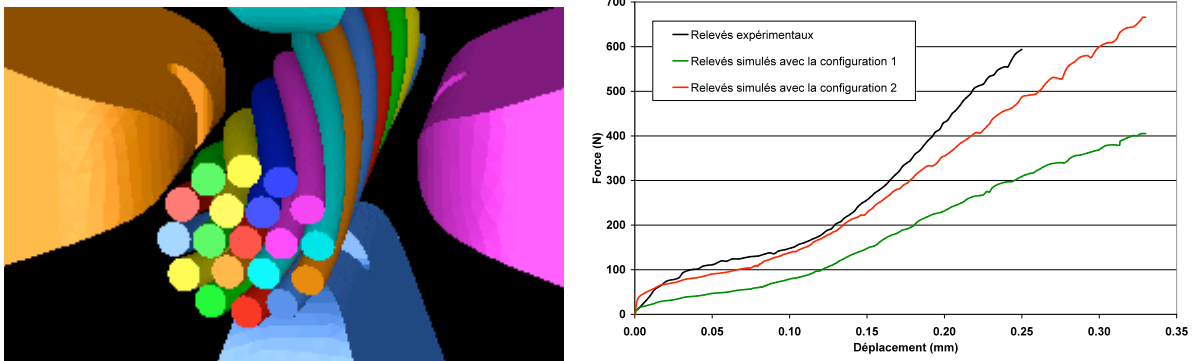 700
600
500
400
300
200
100
0
Force (N)
Relevés expérimentaux
Relevés simulés avec la configuration 1
Relevés simulés avec la configuration 2
0.00 0.05 0.10 0.15 0.20 0.25 0.30 0.35
Déplacement (mm)